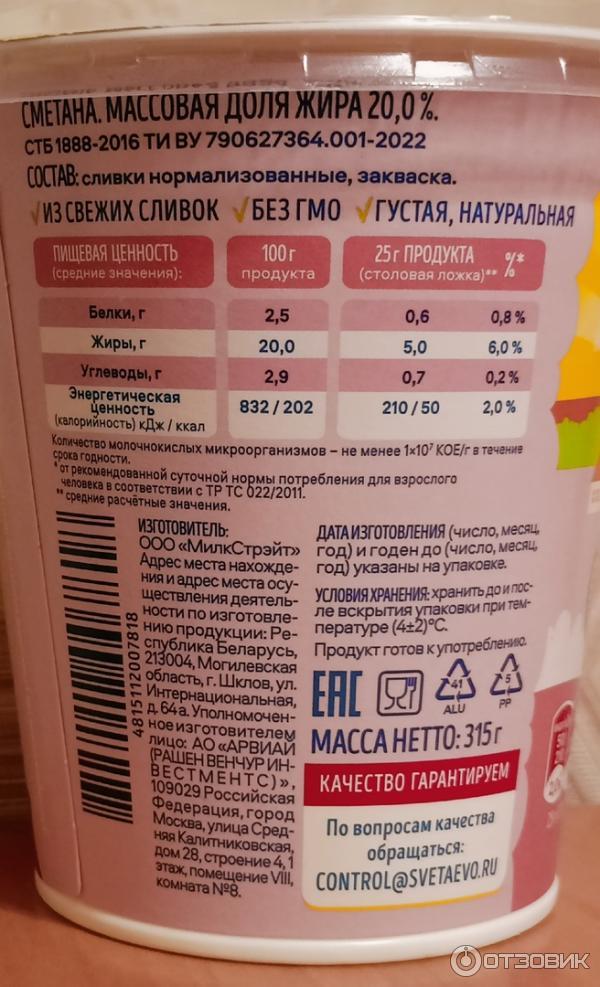 СМЕТАНА. МАССОВАЯ ДОЛЯ ЖИРА 20,0 %.
СТБ 1888-2016 ТИ BY 790627364.001-2022
СОСТАВ: сливки нормализованные, закваска.
√ИЗ СВЕЖИХ СЛИВОК √БЕЗ ГМО √ГУСТАЯ, НАТУРАЛЬНАЯ
ПИЩЕВАЯ ЦЕННОСТЬ (средние значения):
100 г продукта
25 г ПРОДУКТА (столовая ложка)** %*
Белки, г 2,5 0,6 0,8 %
Жиры, г 20,0 5,0 6,0 %
Углеводы, г 2,9 0,7 0,2 %
Энергетическая
ценность
(калорийность) кДж / ккал 832 / 202 210 / 50 2,0 %
Количество молочнокислых микроорганизмов – не менее 1×10⁷ КОЕ/г в течение
срока годности.
* от рекомендованной суточной нормы потребления для взрослого
человека в соответствии с ТР ТС 022/2011.
** средние расчётные значения.
4815112007818
ИЗГОТОВИТЕЛЬ:
ООО «МилкСтрэйт»
Адрес места нахожде-
ния и адрес места осу-
ществления деятель-
ности по изготовле-
нию продукции: Ре-
спублика Беларусь,
213004, Могилевская
область, г. Шклов, ул.
Интернациональная,
д. 64а. Уполномочен-
ное изготовителем
лицо: АО «АРВИАЙ
(РАШЕН ВЕНЧУР ИН-
ВЕСТМЕНТС)»,
109029 Российская
Федерация, город
Москва, улица Сред-
няя Калитниковская,
дом 28, строение 4, 1
этаж, помещение VIII,
комната №8.
ДАТА ИЗГОТОВЛЕНИЯ (число, месяц,
год) и годен до (число, месяц,
год) указаны на упаковке.
УСЛОВИЯ ХРАНЕНИЯ: хранить до и пос-
ле вскрытия упаковки при тем-
пературе (4±2)°С.
Продукт готов к употреблению.
EAC
41
ALU
5
PP
МАССА НЕТТО: 315 г
КАЧЕСТВО ГАРАНТИРУЕМ
По вопросам качества
обращаться:
CONTROL@SVETAEVO.RU
ОТЗОВИК